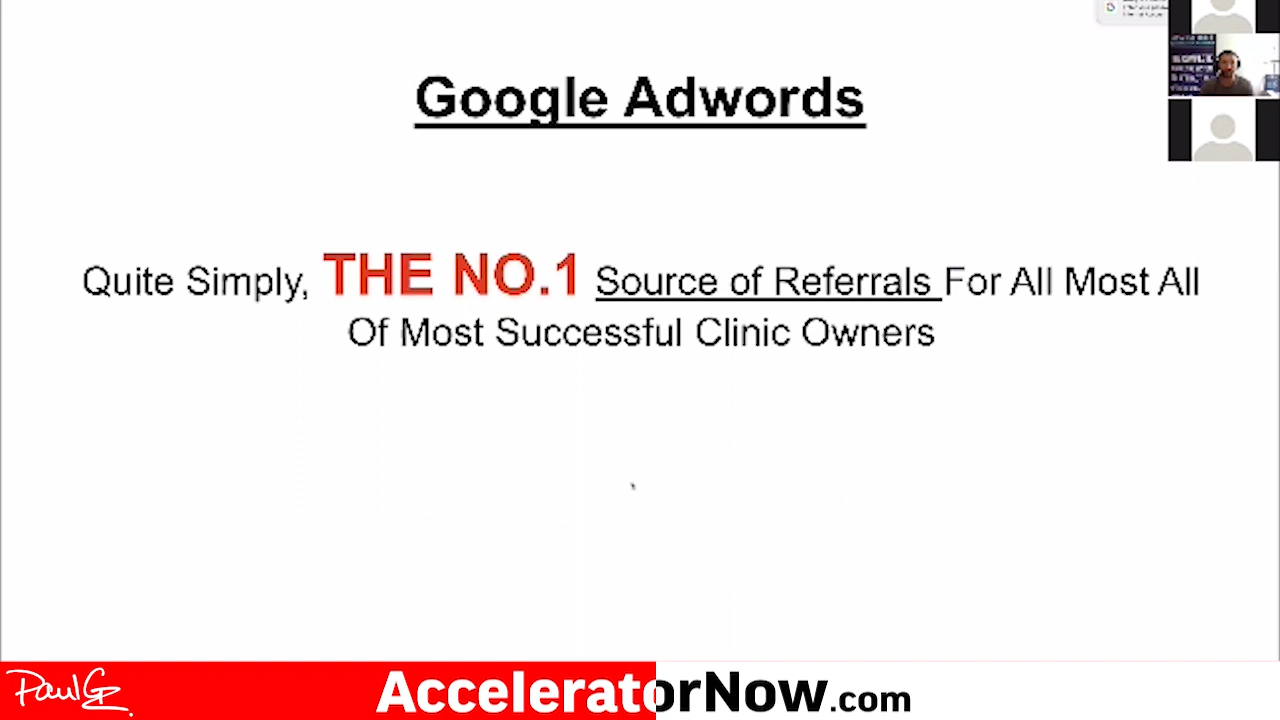 Google Adwords
Quite Simply, THE NO.1 Source of Referrals For All Most All
Of Most Successful Clinic Owners
PaulG
AcceleratorNow.com